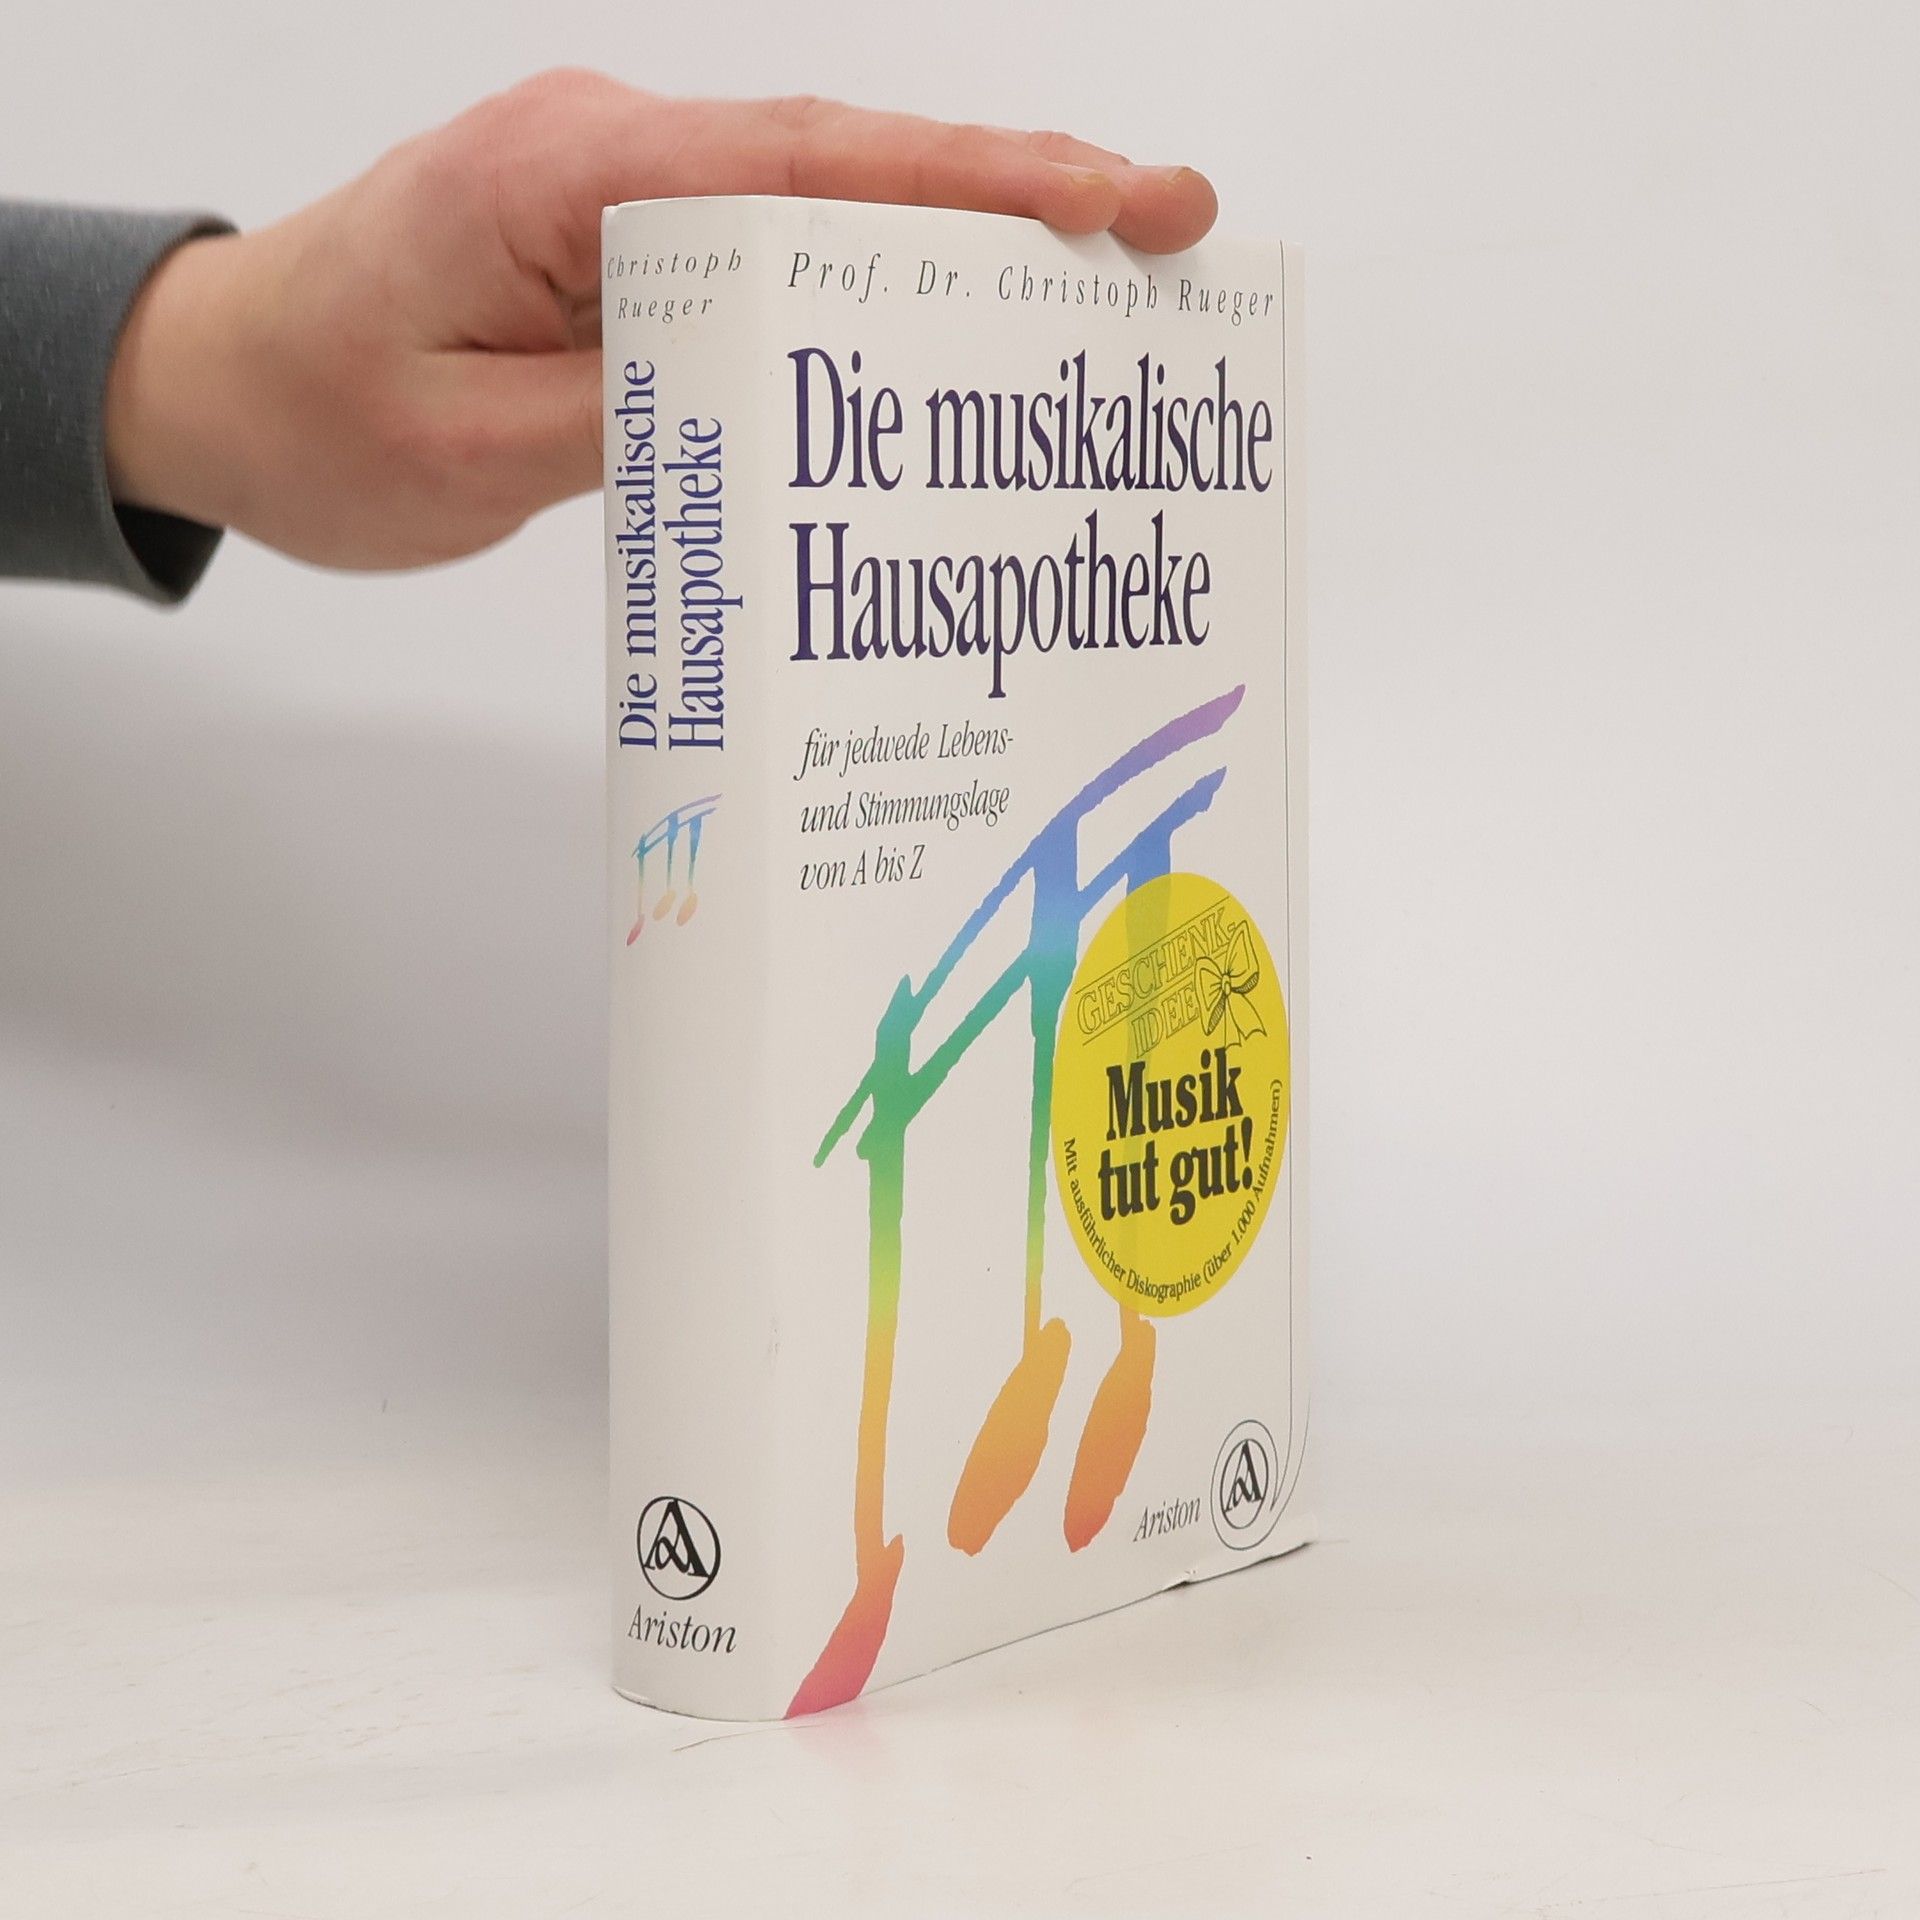 Christoph
Rueger
Die musikalische
Hausapotheke
Ariston
Prof. Dr. Christoph Rueger
Die musikalische
Hausapotheke
für jedwede Lebens-
und Stimmungslage
von A bis Z
GESCHENK-
IDEE
Musik
tut gut!
Mit ausführlicher Diskographie (über 1.000 Aufnahmen)
Ariston